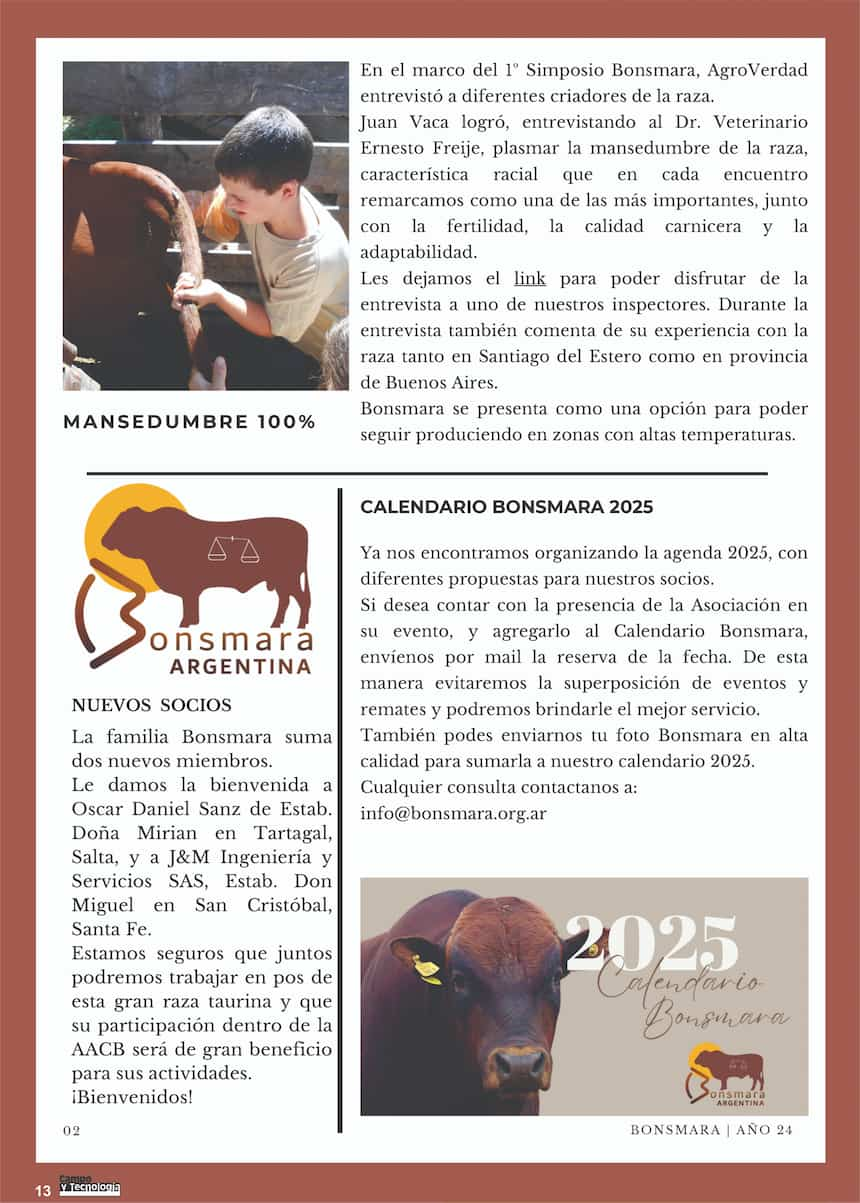 En el marco del 1º Simposio Bonsmara, AgroVerdad
entrevistó a diferentes criadores de la raza.
Juan Vaca logró, entrevistando al Dr. Veterinario
Ernesto Freije, plasmar la mansedumbre de la raza,
característica racial que en cada encuentro
remarcamos como una de las más importantes, junto
con la fertilidad, la calidad carnicera y la
adaptabilidad.
Les dejamos el link para poder disfrutar de la
entrevista a uno de nuestros inspectores. Durante la
entrevista también comenta de su experiencia con la
raza tanto en Santiago del Estero como en provincia
de Buenos Aires.
Bonsmara se presenta como una opción para poder
seguir produciendo en zonas con altas temperaturas.
MANSEDUMBRE 100%
Bonsmara
ARGENTINA
NUEVOS SOCIOS
La familia Bonsmara suma
dos nuevos miembros.
Le damos la bienvenida a
Oscar Daniel Sanz de Estab.
Doña Mirian en Tartagal,
Salta, y a J&M Ingeniería y
Servicios SAS, Estab. Don
Miguel en San Cristóbal,
Santa Fe.
Estamos seguros que juntos
podremos trabajar en pos de
esta gran raza taurina y que
su participación dentro de la
AACB será de gran beneficio
para sus actividades.
¡Bienvenidos!
CALENDARIO BONSMARA 2025
Ya nos encontramos organizando la agenda 2025, con
diferentes propuestas para nuestros socios.
Si desea contar con la presencia de la Asociación en
su evento, y agregarlo al Calendario Bonsmara,
envíenos por mail la reserva de la fecha. De esta
manera evitaremos la superposición de eventos y
remates y podremos brindarle el mejor servicio.
También podes enviarnos tu foto Bonsmara en alta
calidad para sumarla a nuestro calendario 2025.
Cualquier consulta contactanos a:
info@bonsmara.org.ar
2025
Calendario
Bonsmara
Bonsmara
ARGENTINA
02
BONSMARA | AÑO 24
13
Campo
y Tecnología